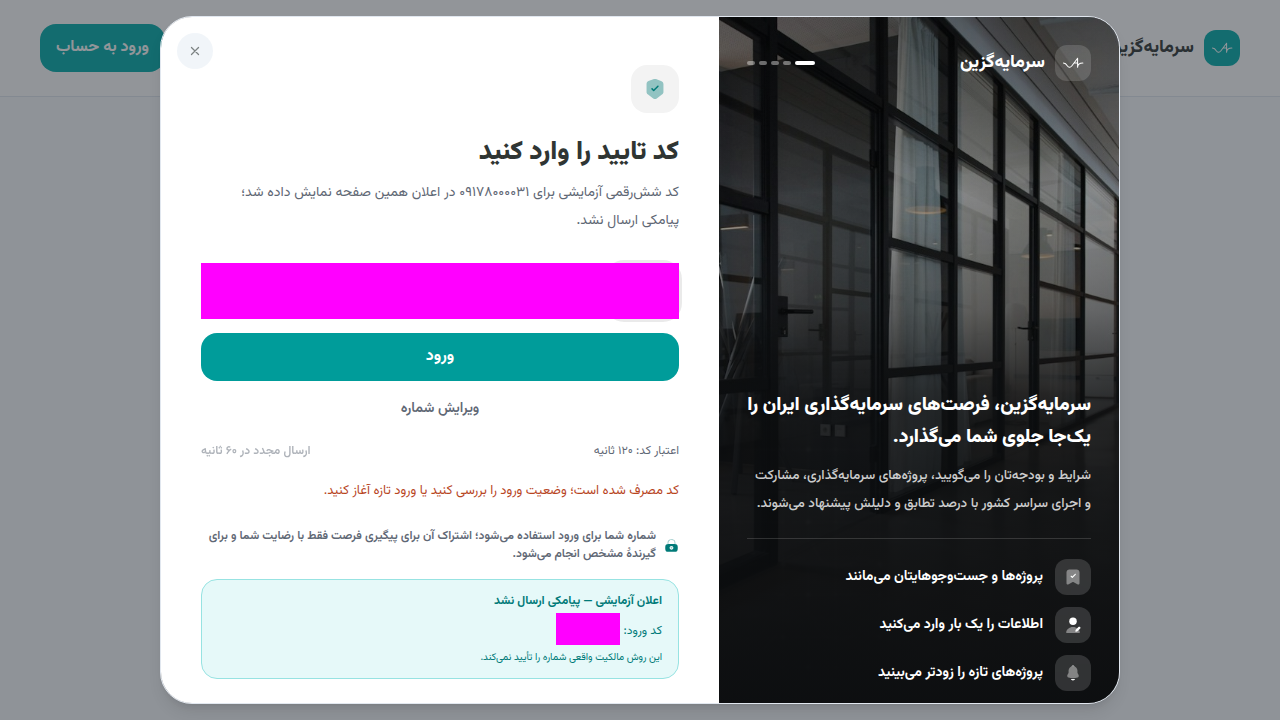 سرمایه‌گزین
ورود به حساب
سرمایه‌گزین
سرمایه‌گزین، فرصت‌های سرمایه‌گذاری ایران را
یک‌جا جلوی شما می‌گذارد.
شرایط و بودجه‌تان را می‌گویید، پروژه‌های سرمایه‌گذاری، مشارکت
و اجرای سراسر کشور با درصد تطابق و دلیلش پیشنهاد می‌شوند.
پروژه‌ها و جست‌وجوهایتان می‌مانند
اطلاعات را یک بار وارد می‌کنید
پروژه‌های تازه را زودتر می‌بینید
کد تایید را وارد کنید
کد شش‌رقمی آزمایشی برای ۰۹۱۷۸۰۰۰۰۳۱ در اعلان همین صفحه نمایش داده شد؛
پیامکی ارسال نشد.
ورود
ویرایش شماره
اعتبار کد: ۱۲۰ ثانیه
ارسال مجدد در ۶۰ ثانیه
کد مصرف شده است؛ وضعیت ورود را بررسی کنید یا ورود تازه آغاز کنید.
شماره شما برای ورود استفاده می‌شود؛ اشتراک آن برای پیگیری فرصت فقط با رضایت شما و برای
گیرندهٔ مشخص انجام می‌شود.
اعلان آزمایشی — پیامکی ارسال نشد
کد ورود:
این روش مالکیت واقعی شماره را تأیید نمی‌کند.